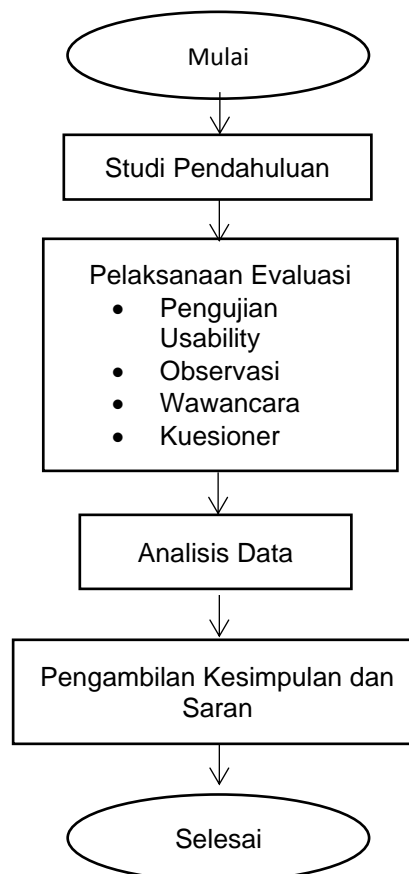 Mulai
Studi Pendahuluan
Pelaksanaan Evaluasi
• Pengujian
Usability
• Observasi
• Wawancara
• Kuesioner
Analisis Data
Pengambilan Kesimpulan dan
Saran
Selesai